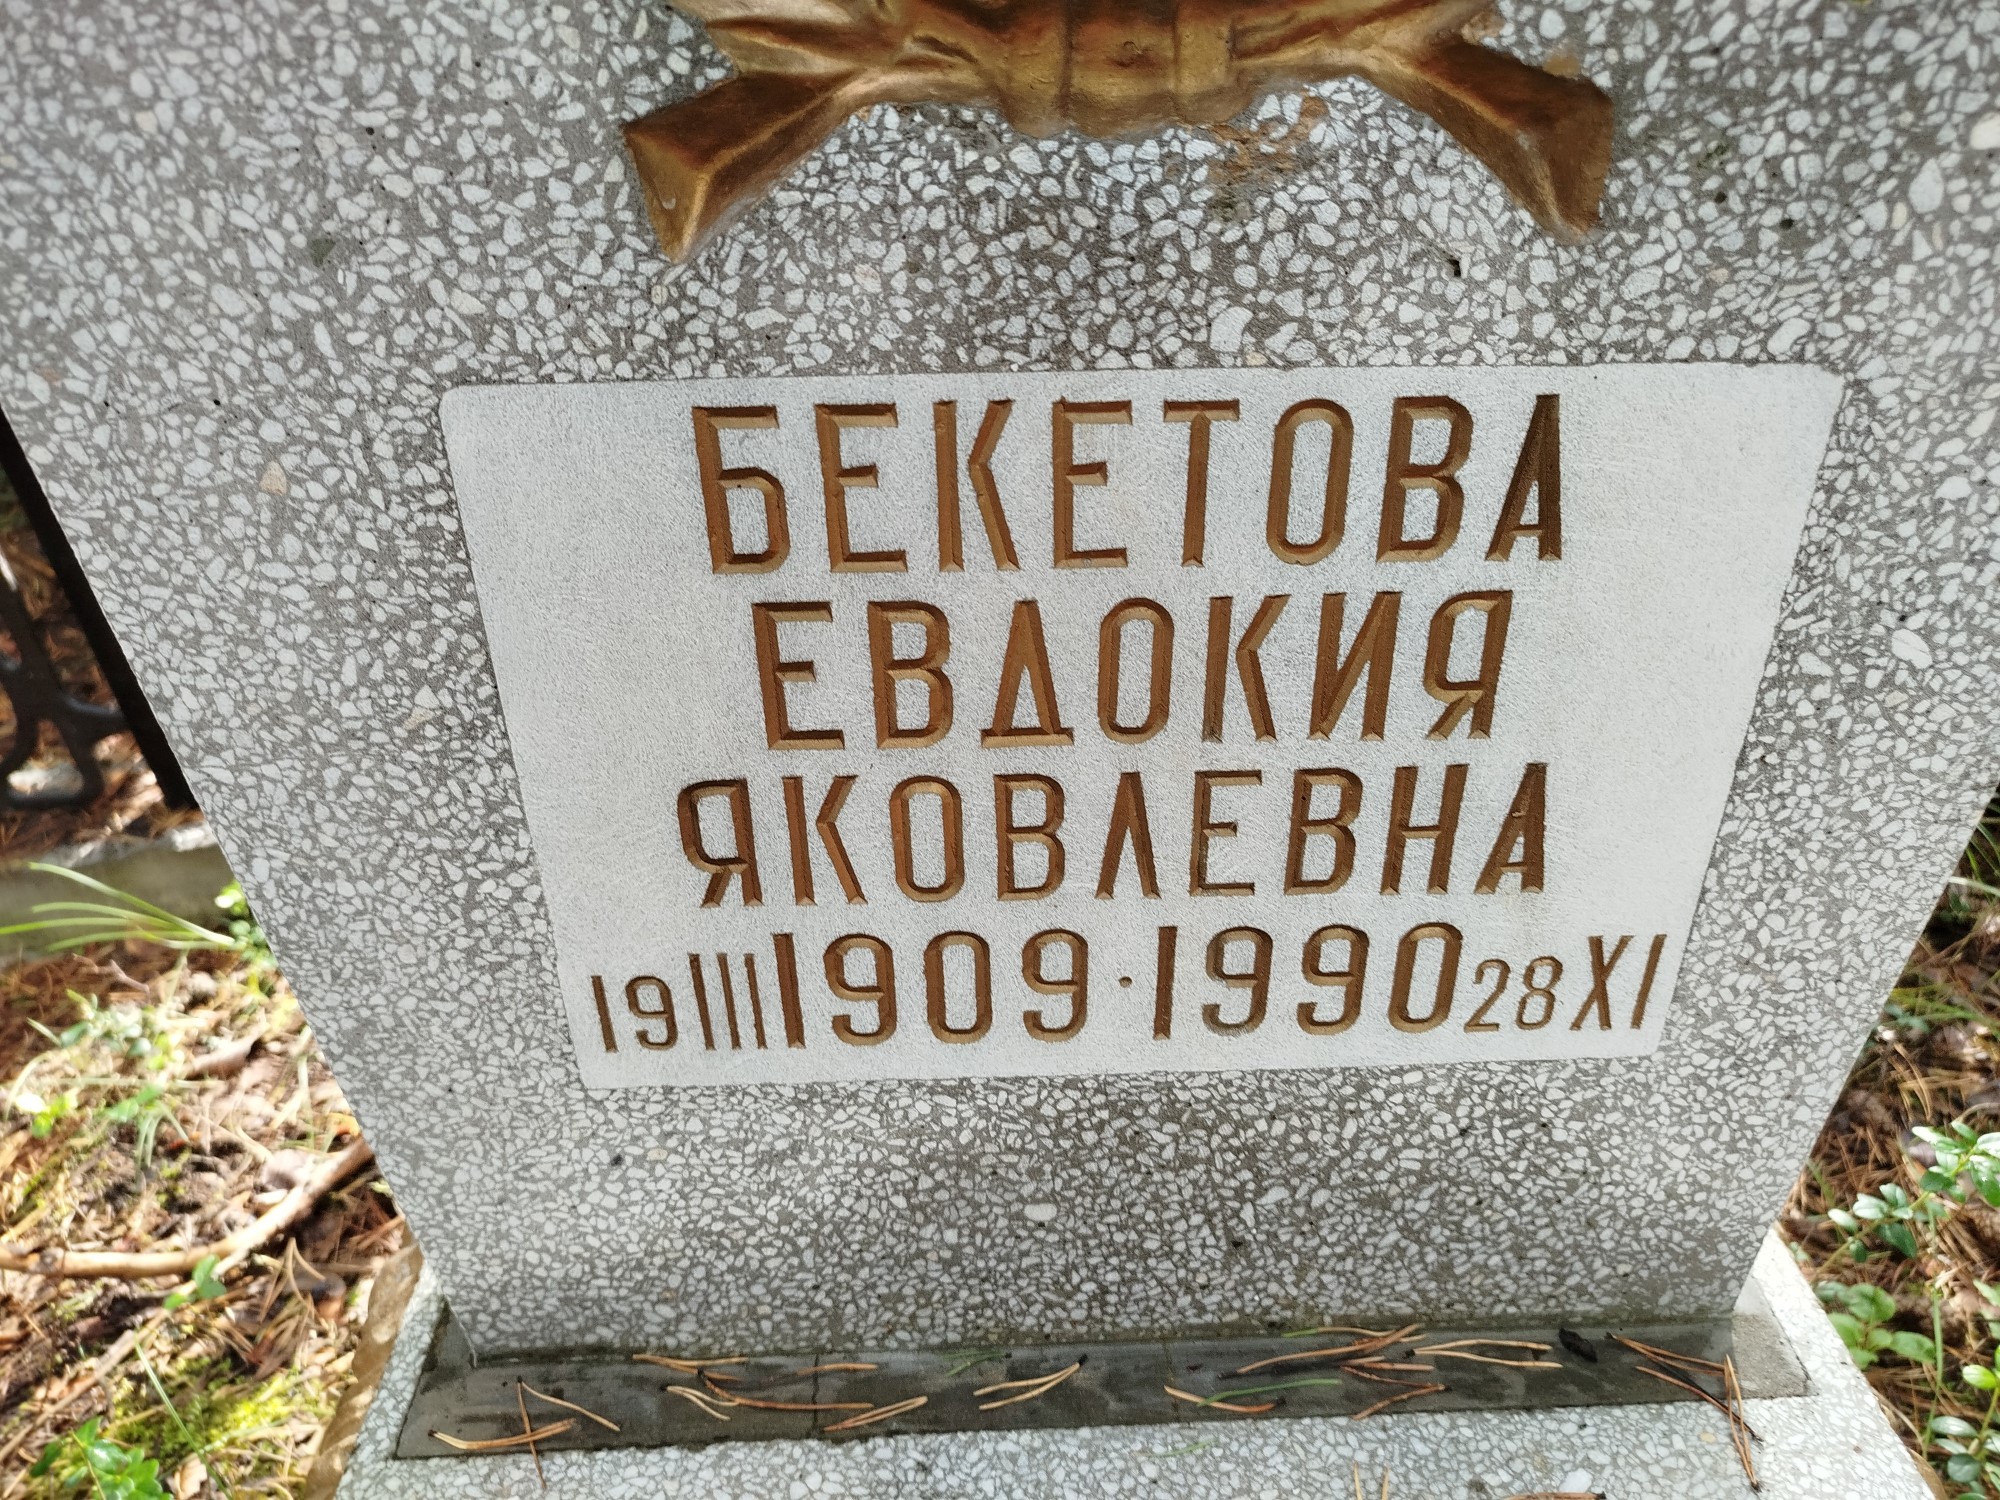 БЕКЕТОВА
ЕВДОКИЯ
ЯКОВЛЕВНА
19 III 1909 · 1990 28 XI